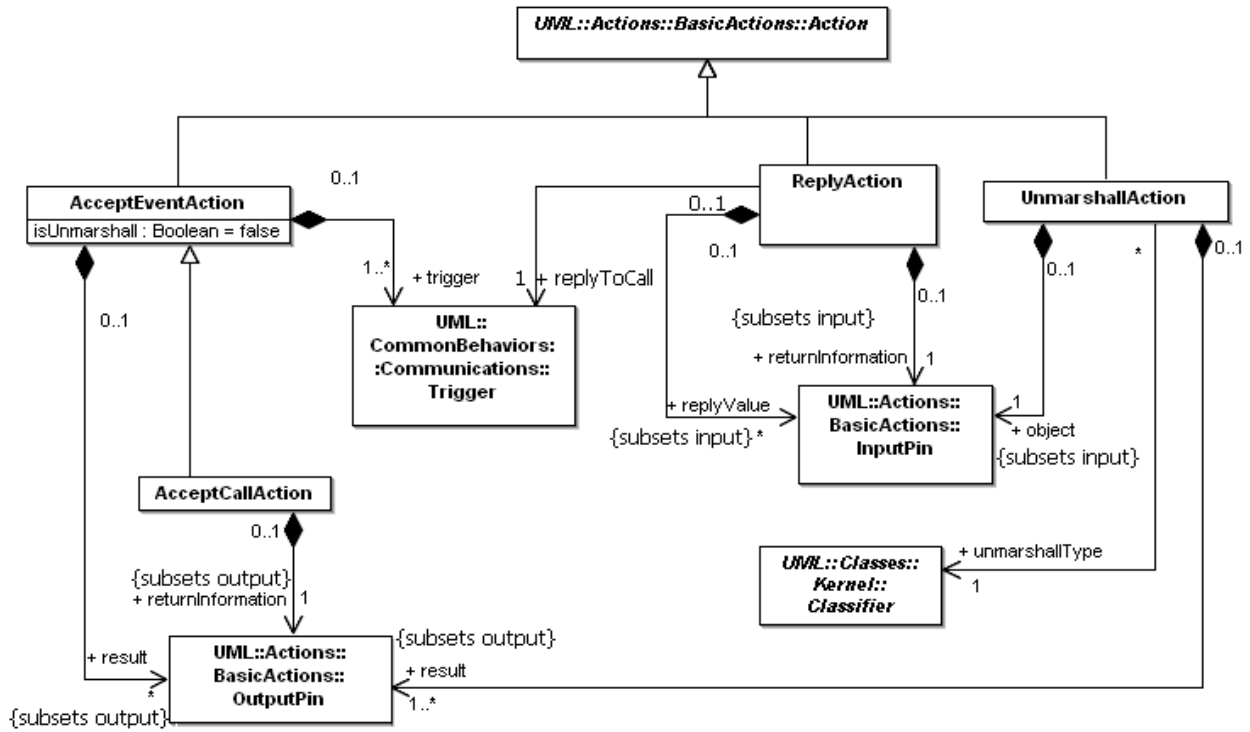 UML::Actions::BasicActions::Action
AcceptEventAction
isUnmarshall : Boolean = false
0..1
ReplyAction
UnmarshallAction
0..1
0..1
*
0..1
0..1
0..1
0..1
1..*
+ trigger
1 + replyToCall
{subsets input}
+ returnInformation
1
UML::
CommonBehaviors:
:Communications::
Trigger
+ replyValue
{subsets input} *
UML::Actions::
BasicActions::
InputPin
1
+ object
{subsets input}
AcceptCallAction
0..1
{subsets output}
+ returnInformation
1
UML::Classes::
Kernel::
Classifier
+ unmarshallType
1
+ result
*
{subsets output}
UML::Actions::
BasicActions::
OutputPin
{subsets output}
+ result
1..*